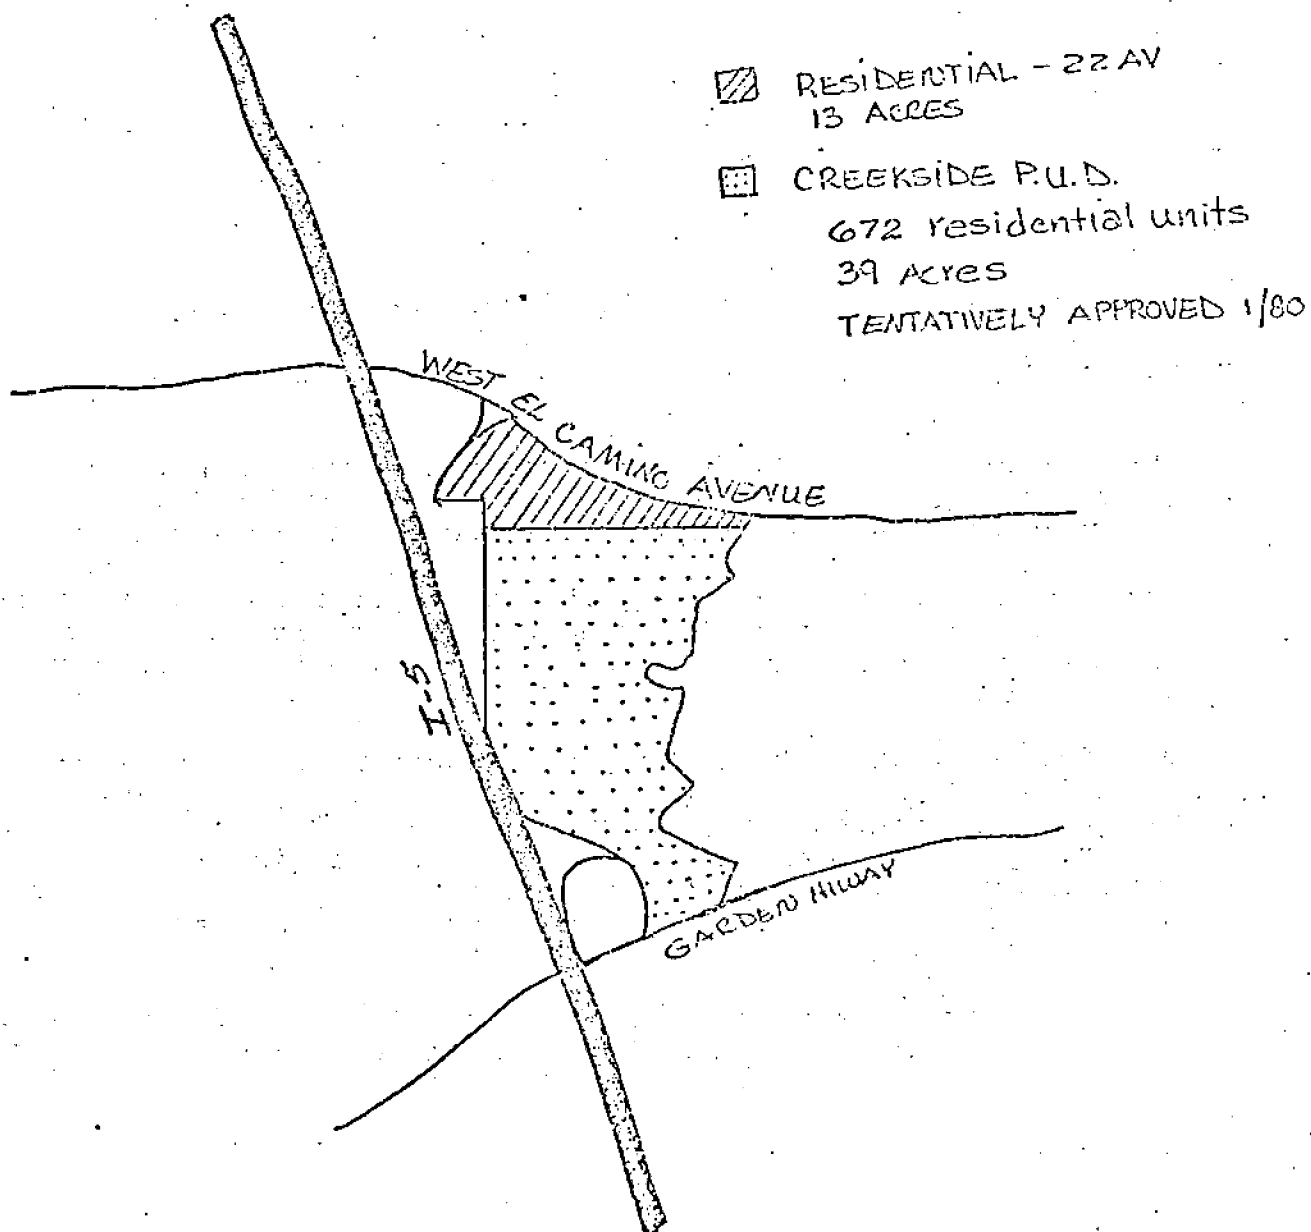 RESIDENTIAL - 22 AV
13 ACRES
CREEKSIDE P.U.D.
672 residential units
39 Acres
TENTATIVELY APPROVED 1/80
WEST EL CAMINO AVENUE
I-5
GARDEN HIWAY